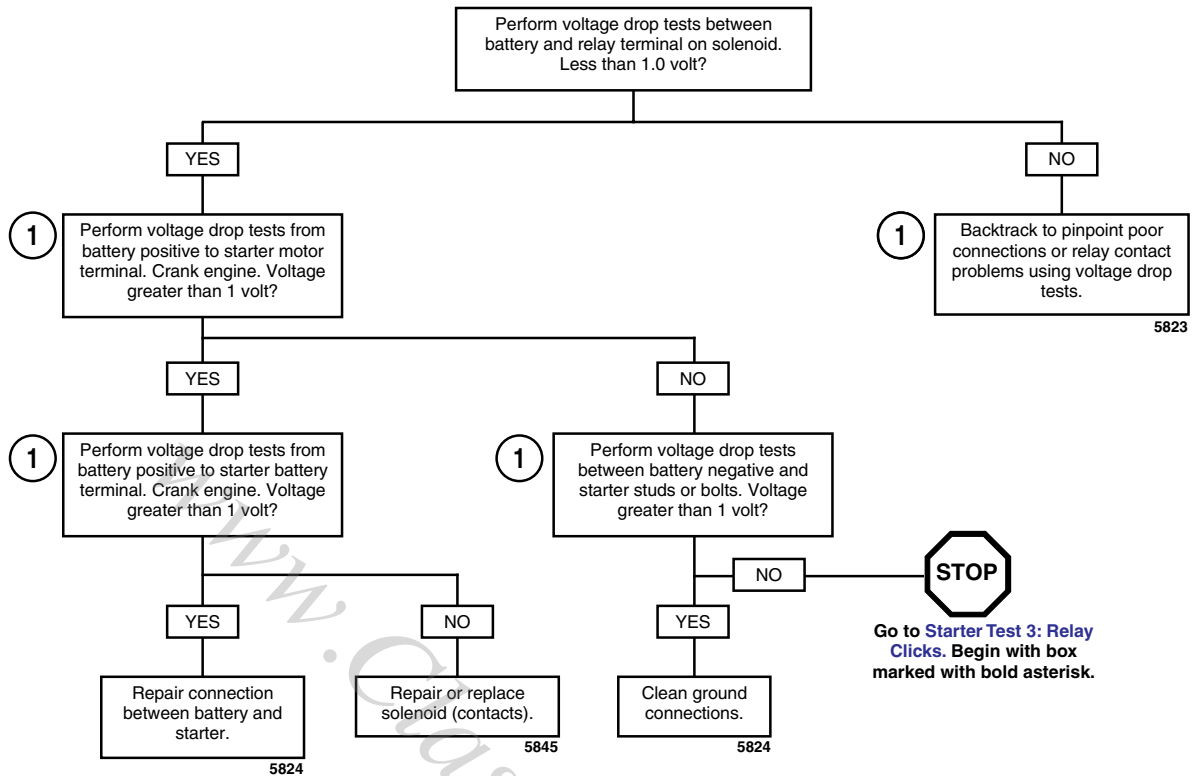 Perform voltage drop tests between
battery and relay terminal on solenoid.
Less than 1.0 volt?
YES
NO
1
Perform voltage drop tests from
battery positive to starter motor
terminal. Crank engine. Voltage
greater than 1 volt?
1
Backtrack to pinpoint poor
connections or relay contact
problems using voltage drop
tests.
5823
YES
NO
1
Perform voltage drop tests from
battery positive to starter battery
terminal. Crank engine. Voltage
greater than 1 volt?
1
Perform voltage drop tests
between battery negative and
starter studs or bolts. Voltage
greater than 1 volt?
NO
STOP
Go to Starter Test 3: Relay
Clicks. Begin with box
marked with bold asterisk.
YES
NO
YES
Repair connection
between battery and
starter.
5824
Repair or replace
solenoid (contacts).
5845
Clean ground
connections.
5824
www.Clas